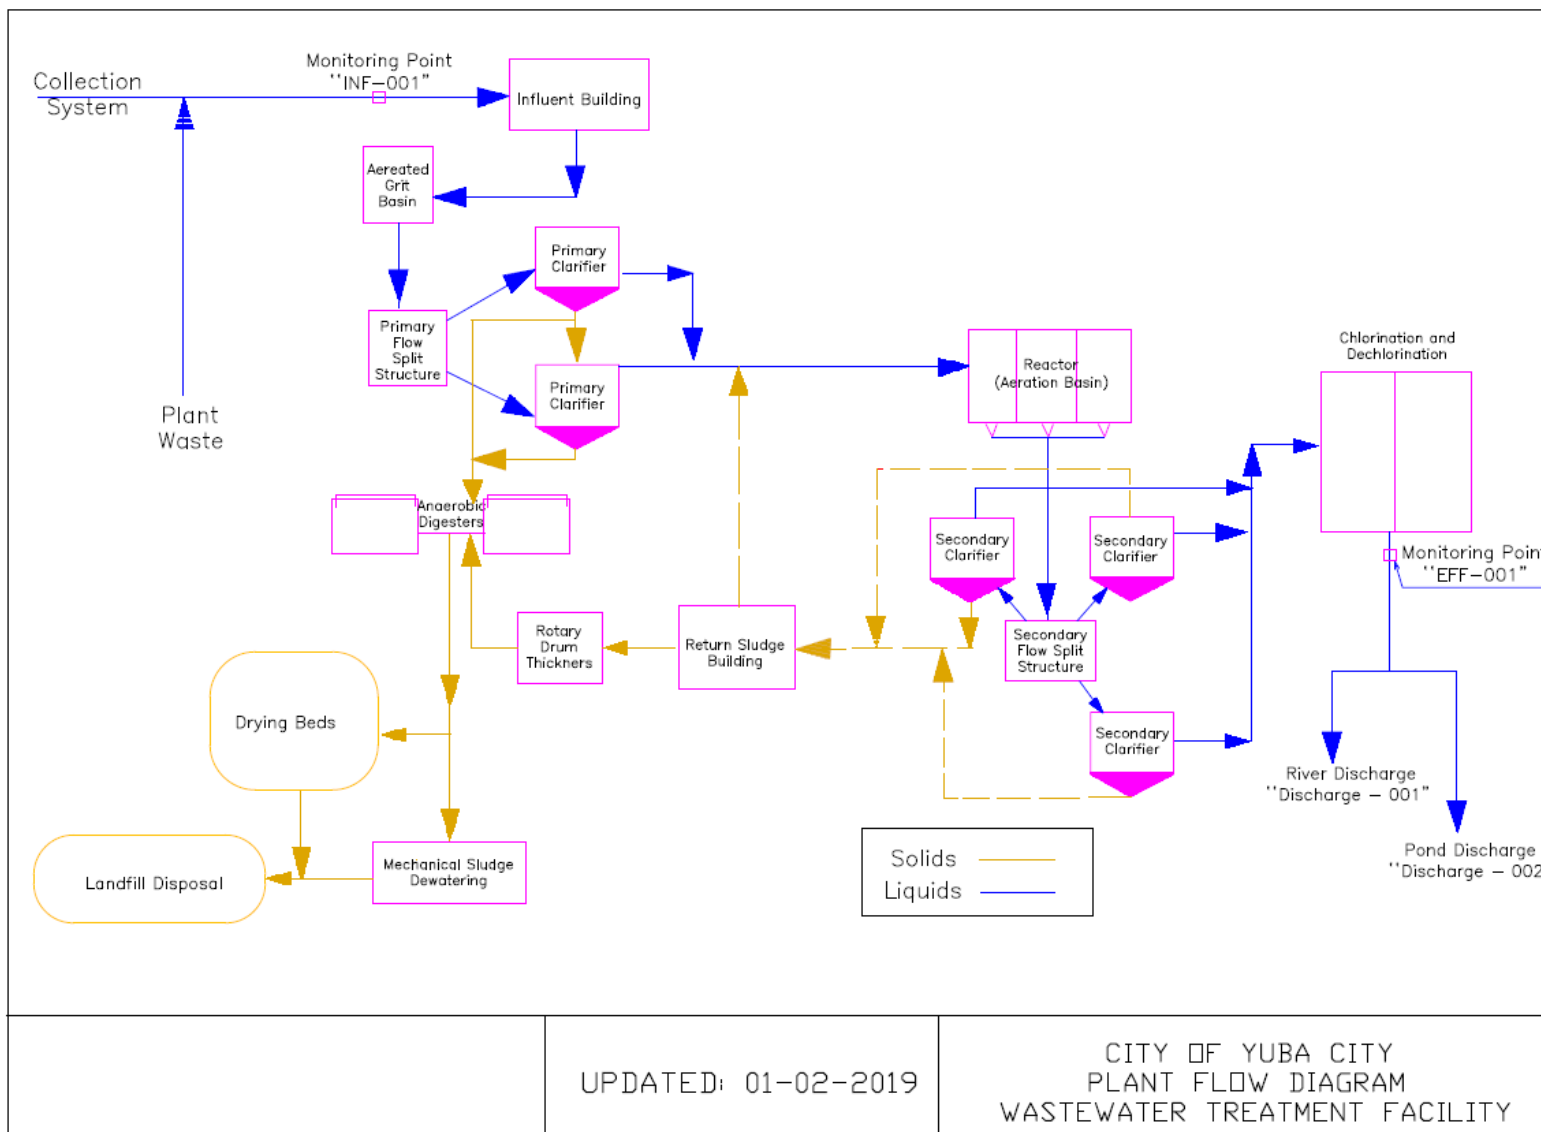 Collection
System
Monitoring Point
''INF-001"
Influent Building
Aereated
Grit
Basin
Primary
Clarifier
Primary
Flow
Split
Structure
Primary
Clarifier
Plant
Waste
Reactor
(Aeration Basin)
Chlorination and
Dechlorination
Anaerobic
Digesters
Secondary
Clarifier
Secondary
Clarifier
Monitoring Point
''EFF-001"
Rotary
Drum
Thickners
Return Sludge
Building
Secondary
Flow Split
Structure
Drying Beds
Secondary
Clarifier
River Discharge
''Discharge - 001"
Pond Discharge
''Discharge - 002
Solids
Liquids
Mechanical Sludge
Dewatering
Landfill Disposal
UPDATED: 01-02-2019
CITY OF YUBA CITY
PLANT FLOW DIAGRAM
WASTEWATER TREATMENT FACILITY